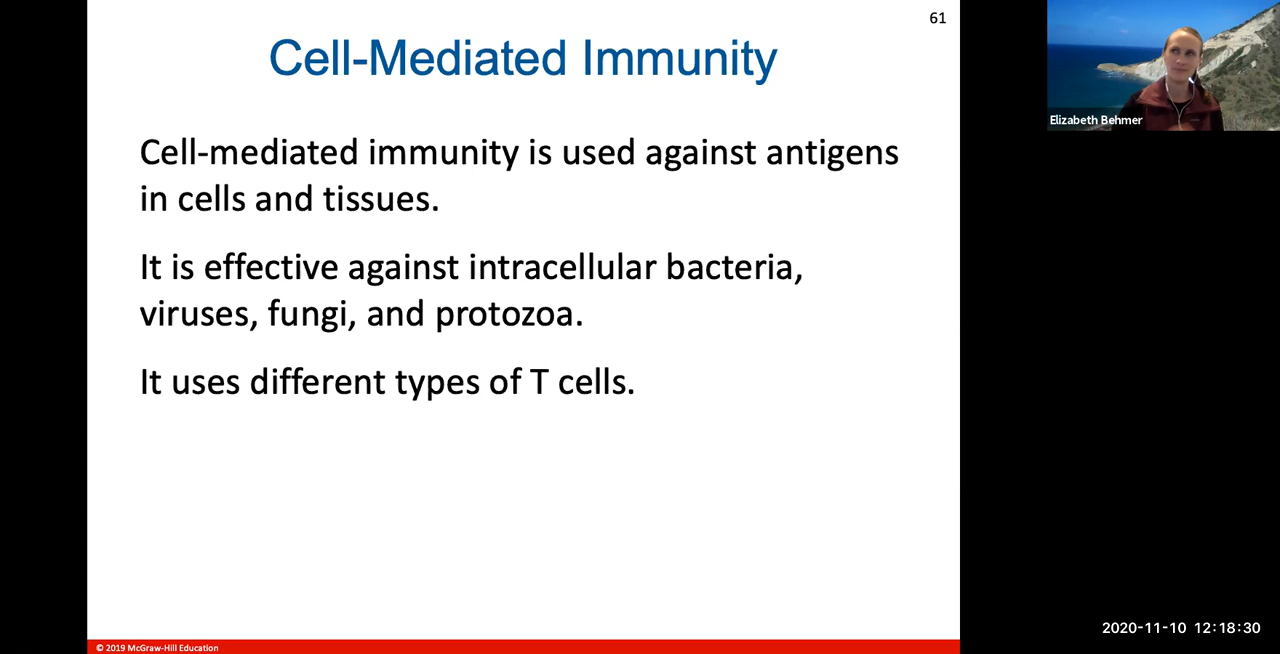 61
Cell-Mediated Immunity
Elizabeth Behmer
Cell-mediated immunity is used against antigens
in cells and tissues.
It is effective against intracellular bacteria,
viruses, fungi, and protozoa.
It uses different types of T cells.
2020-11-10 12:18:30
© 2019 McGraw-Hill Education